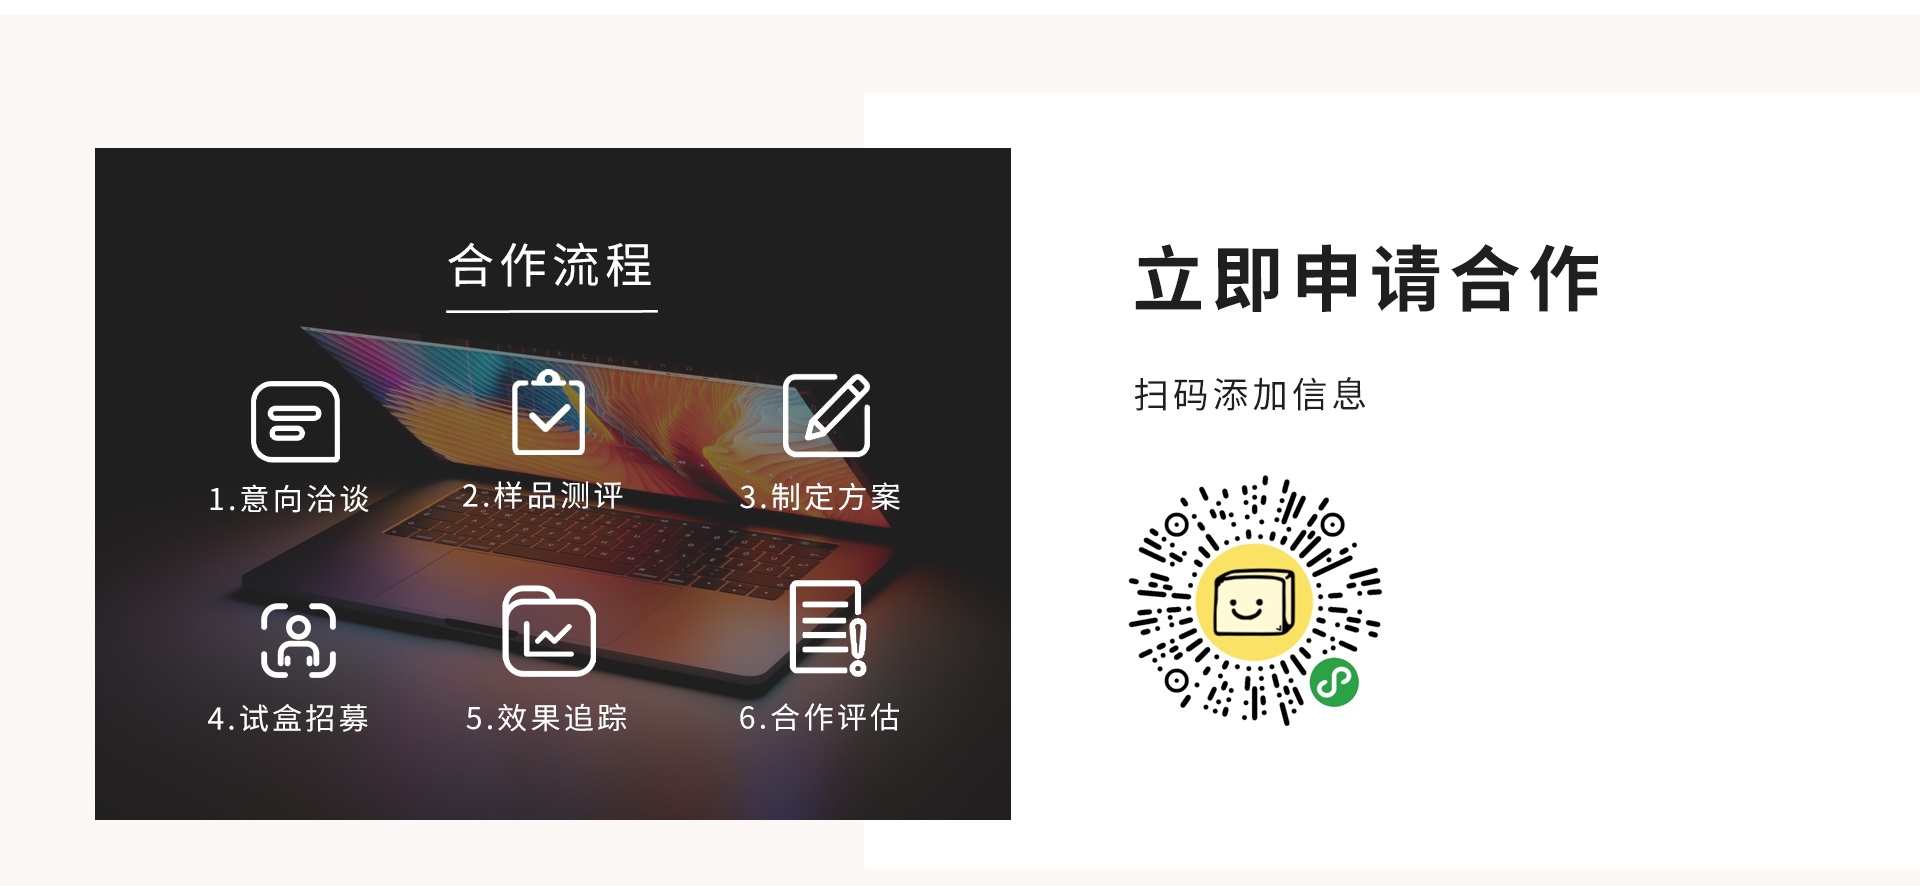 合作流程
1.意向洽谈
2.样品测评
3.制定方案
4.试盒招募
5.效果追踪
6.合作评估
立即申请合作
扫码添加信息